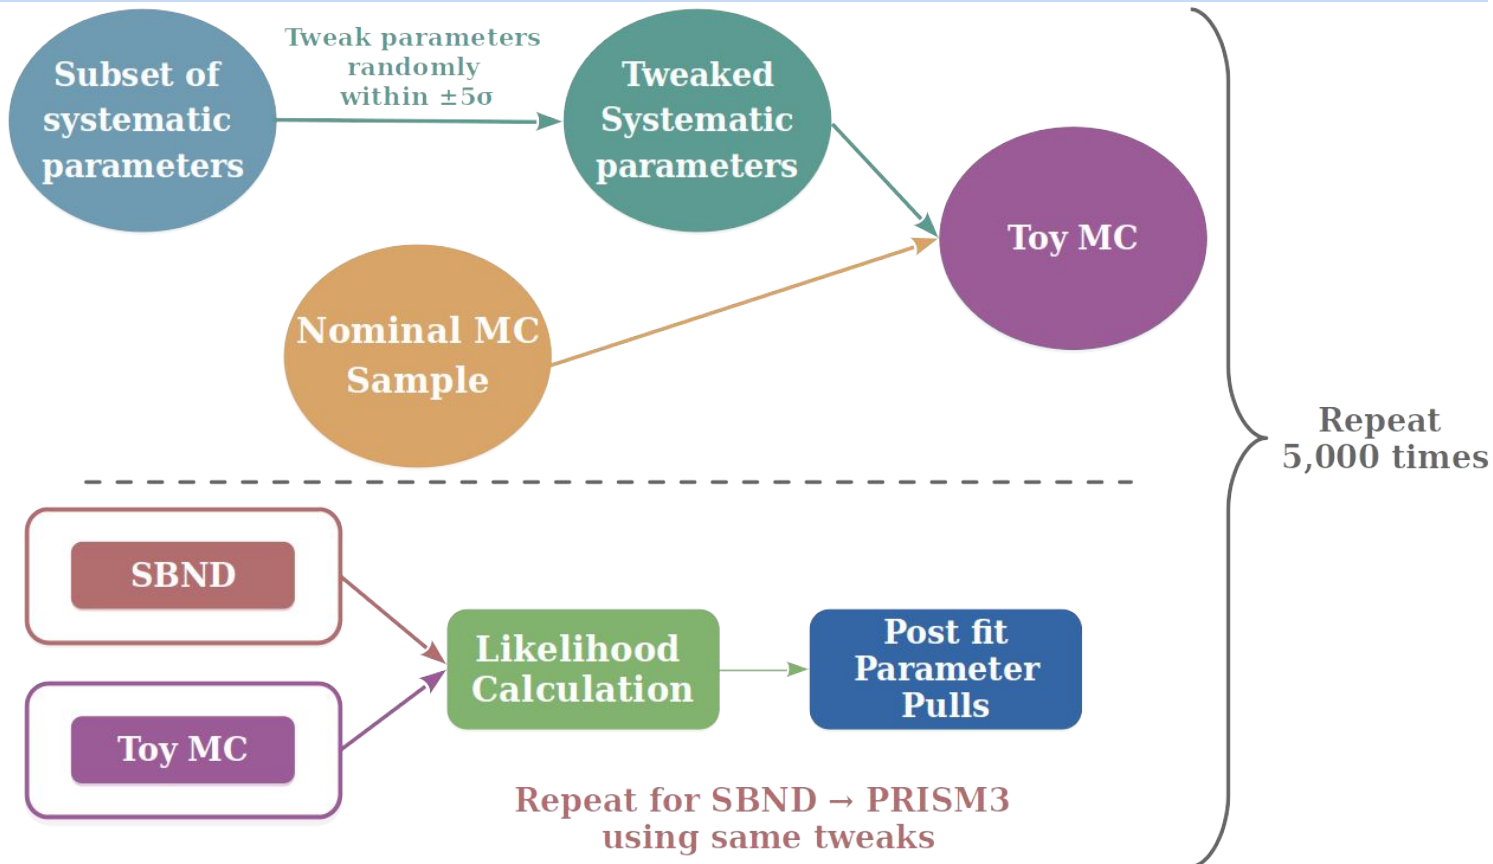 Subset of
systematic
parameters
Tweak parameters
randomly
within ±5σ
Tweaked
Systematic
parameters
Toy MC
Nominal MC
Sample
Repeat
5,000 times
SBND
Toy MC
Likelihood
Calculation
Post fit
Parameter
Pulls
Repeat for SBND → PRISM3
using same tweaks